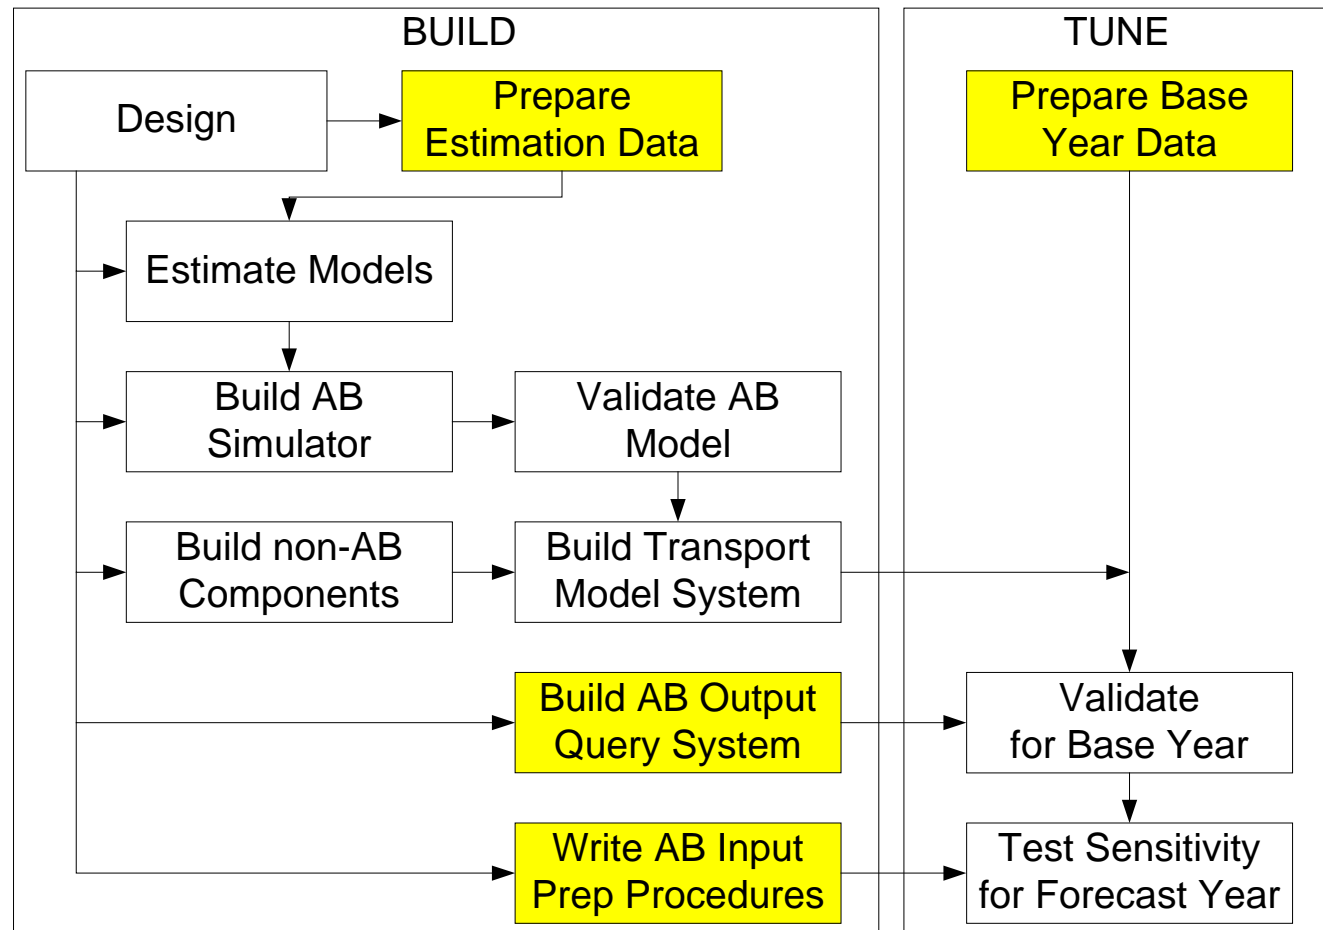 BUILD
TUNE
Design
Prepare
Estimation Data
Prepare Base
Year Data
Estimate Models
Build AB
Simulator
Validate AB
Model
Build non-AB
Components
Build Transport
Model System
Build AB Output
Query System
Validate
for Base Year
Write AB Input
Prep Procedures
Test Sensitivity
for Forecast Year